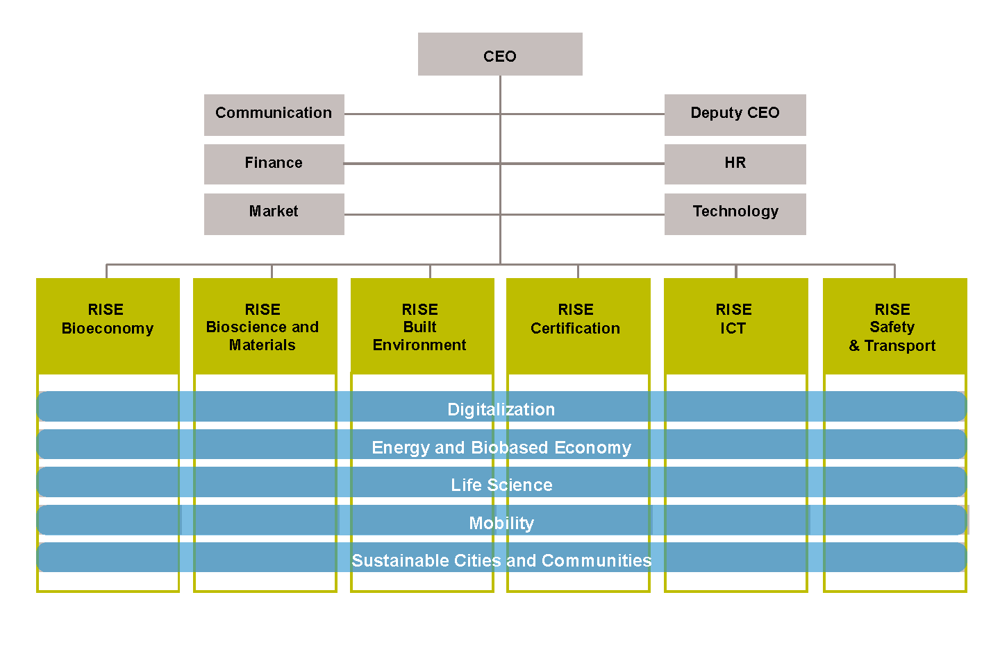 CEO
Communication
Deputy CEO
Finance
HR
Market
Technology
RISE
Bioeconomy
RISE
Bioscience and
Materials
RISE
Built
Environment
RISE
Certification
RISE
ICT
RISE
Safety
& Transport
Digitalization
Energy and Biobased Economy
Life Science
Mobility
Sustainable Cities and Communities